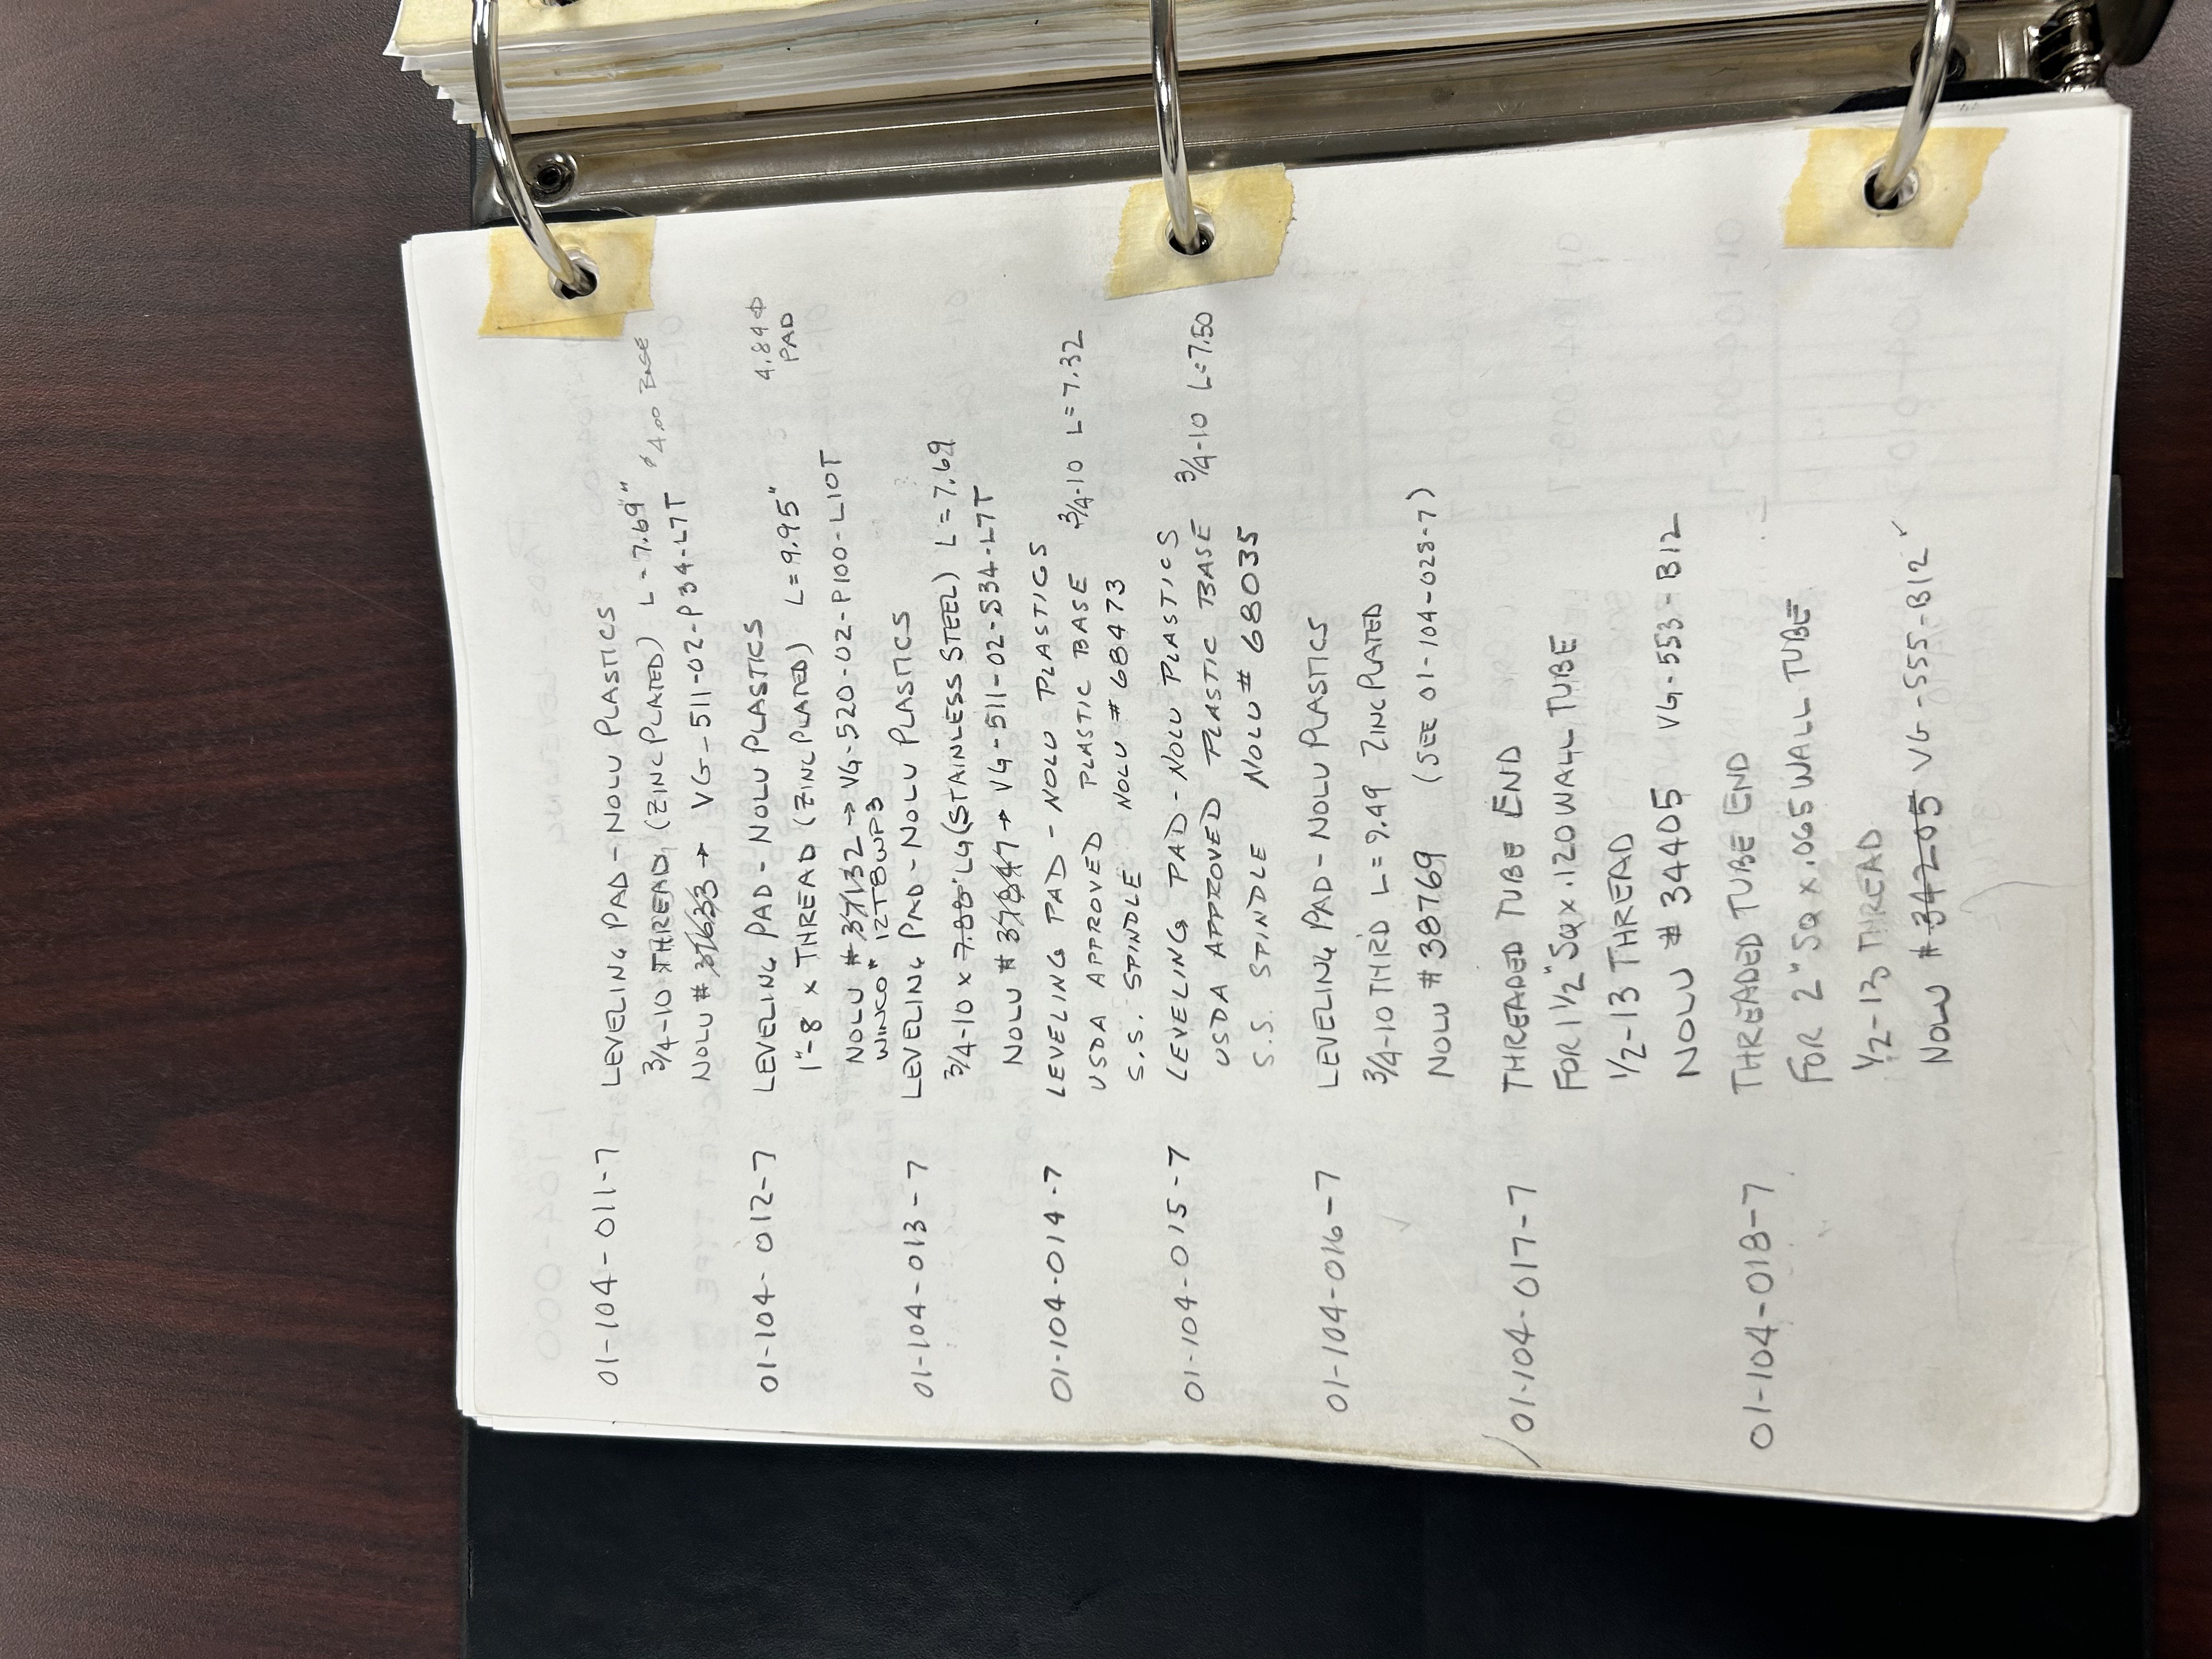 01-104-011-7 LEVELING PAD - NOLU PLASTICS
3/4-10 THREAD (ZINC PLATED) L = 7.69" $4.00 BASE
NOLU # 37633 → VG-511-02-P34-L7T
01-104-012-7 LEVELING PAD - NOLU PLASTICS 4.84⌀
1"-8 x THREAD (ZINC PLATED) L = 9.95" PAD
NOLU # 37132 → VG-520-02-P100-L10T
WINCO # 12T8WP3
01-104-013-7 LEVELING PAD - NOLU PLASTICS
3/4-10 x 7.88" LG (STAINLESS STEEL) L = 7.69
NOLU # 37847 → VG-511-02-S34-L7T
01-104-014-7 LEVELING PAD - NOLU PLASTICS
USDA APPROVED PLASTIC BASE 3/4-10 L = 7.32
S.S. SPINDLE NOLU # 68473
01-104-015-7 LEVELING PAD - NOLU PLASTICS
USDA APPROVED PLASTIC BASE 3/4-10 L = 7.50
S.S. SPINDLE NOLU # 68035
01-104-016-7 LEVELING PAD - NOLU PLASTICS
3/4-10 THR'D L = 9.49 ZINC PLATED
NOLU # 38769 (SEE 01-104-028-7)
01-104-017-7 THREADED TUBE END
FOR 1 1/2" SQ x .120 WALL TUBE
1/2-13 THREAD
NOLU # 34405 VG-553-B12
01-104-018-7 THREADED TUBE END
FOR 2" SQ x .065 WALL TUBE
1/2-13 THREAD
NOLU # 34205 VG-555-B12 ✓